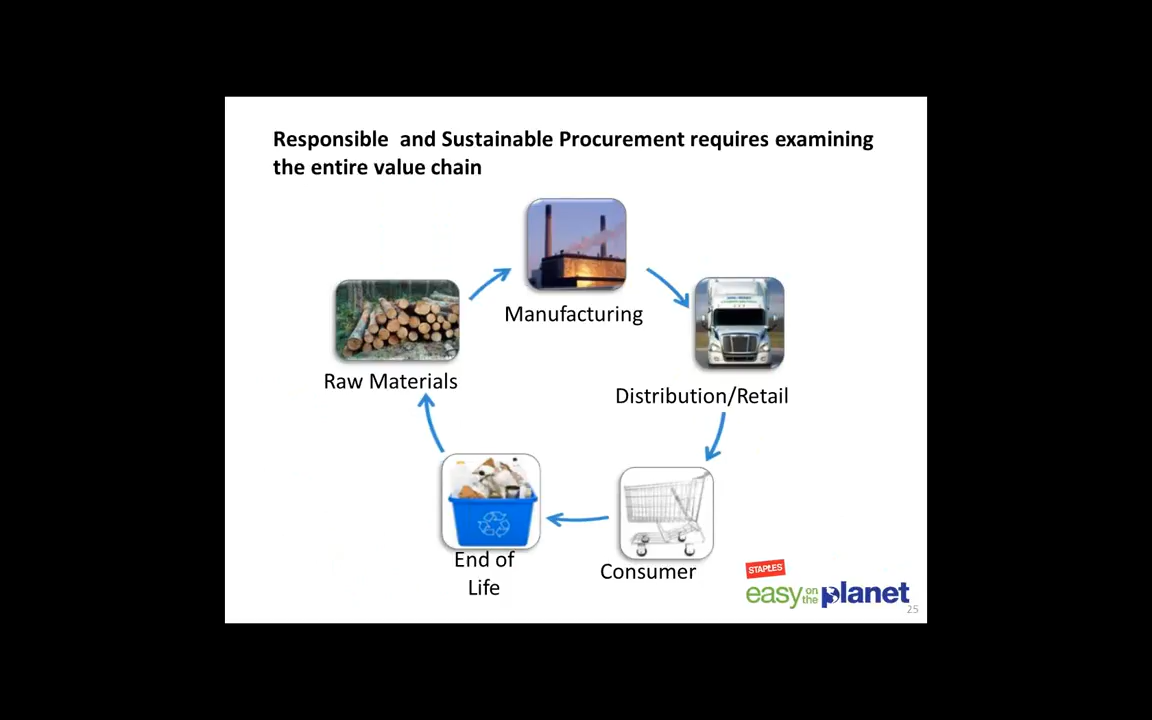 Responsible and Sustainable Procurement requires examining
the entire value chain
Manufacturing
Raw Materials
Distribution/Retail
End of
Life
Consumer
STAPLES
easy on the planet
25